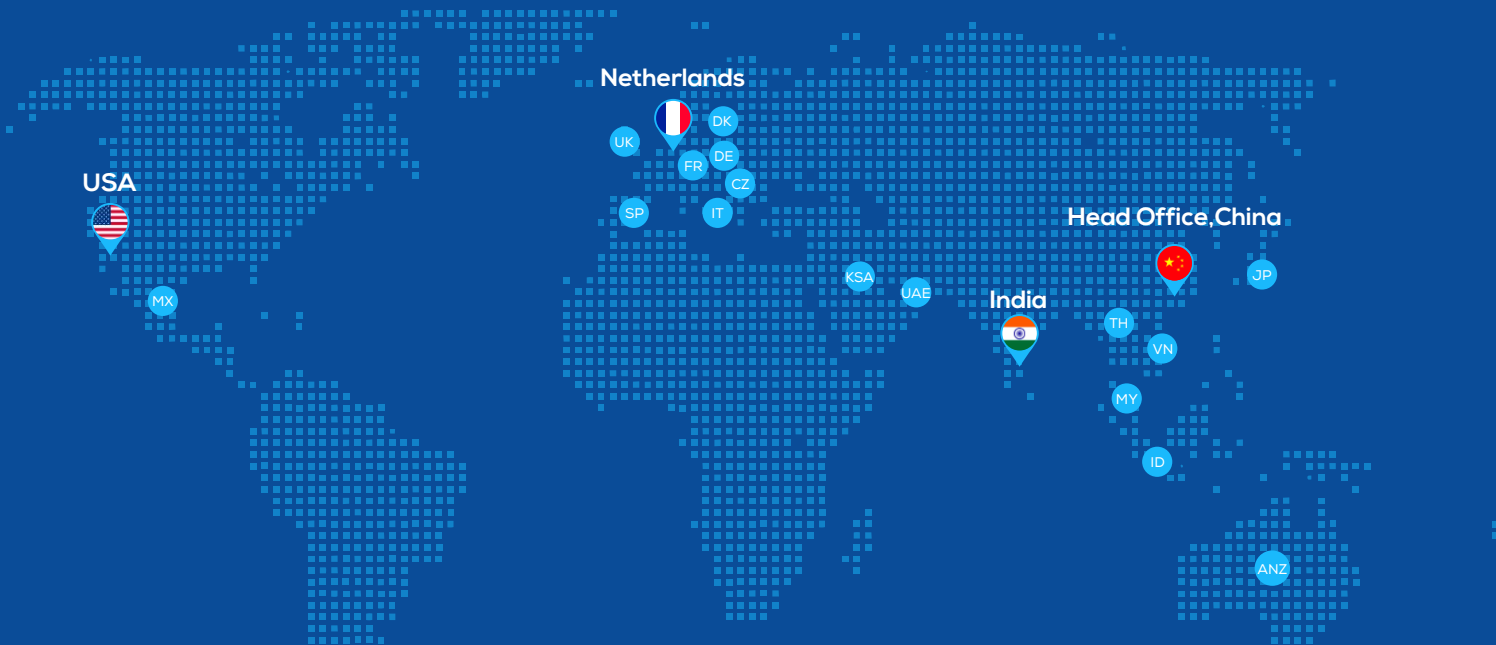 Netherlands
DK
UK
DE
FR
CZ
USA
SP
IT
Head Office,China
KSA
JP
UAE
India
MX
TH
VN
MY
ID
ANZ